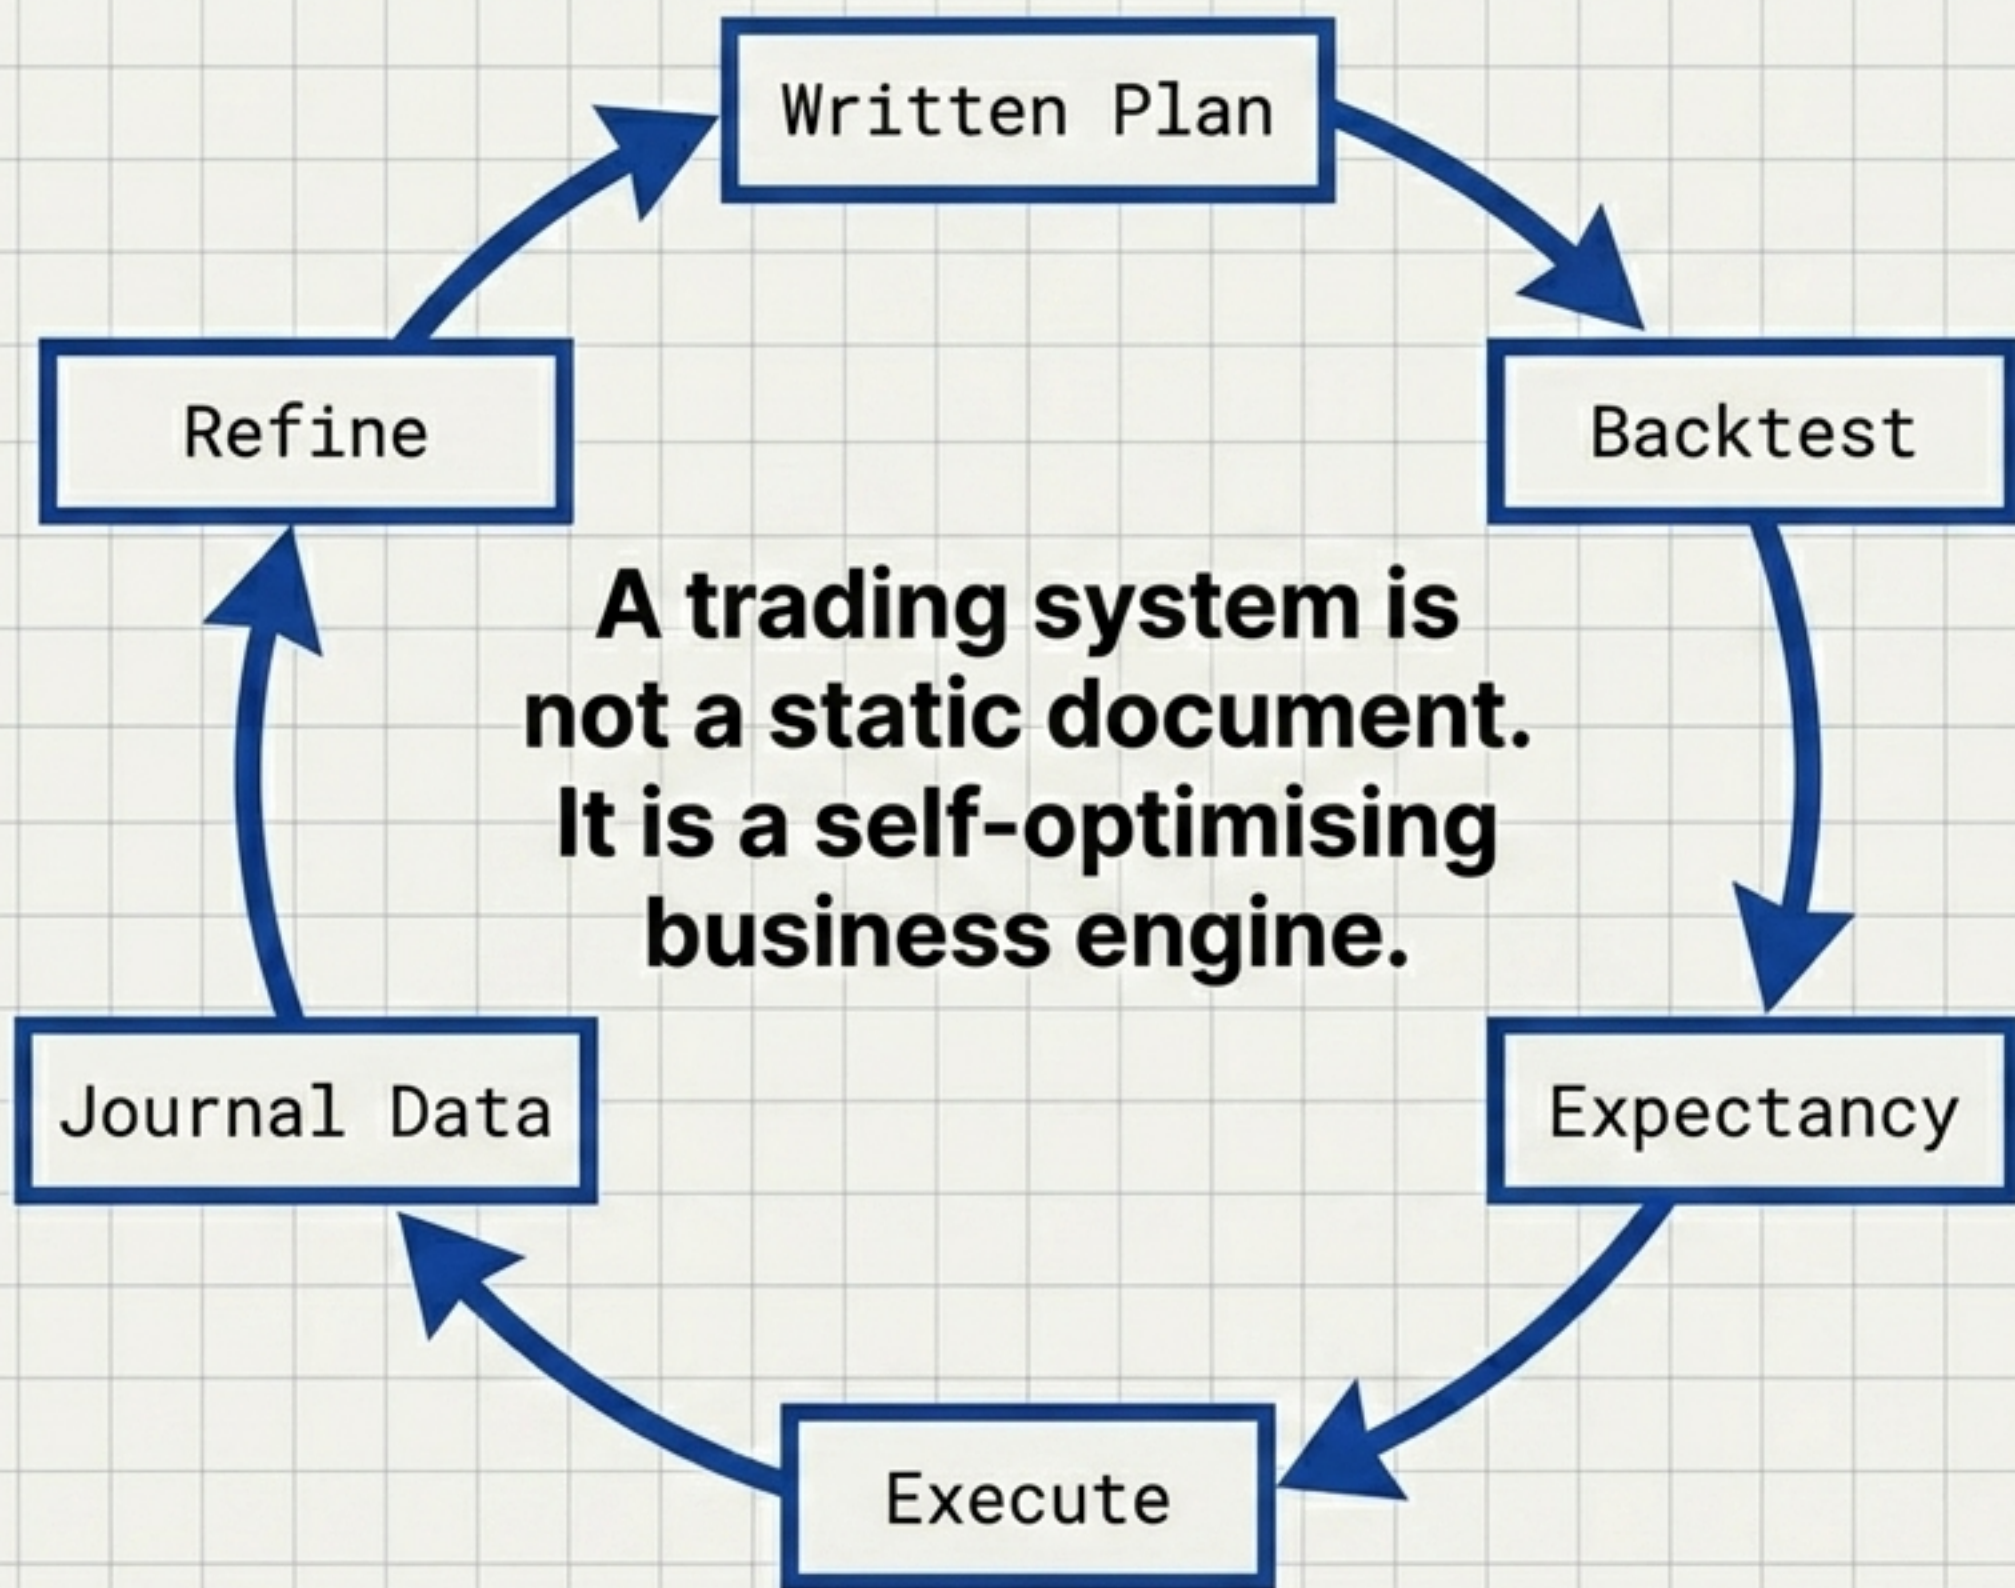 Written Plan
Refine
Backtest
A trading system is
not a static document.
It is a self-optimising
business engine.
Journal Data
Expectancy
Execute